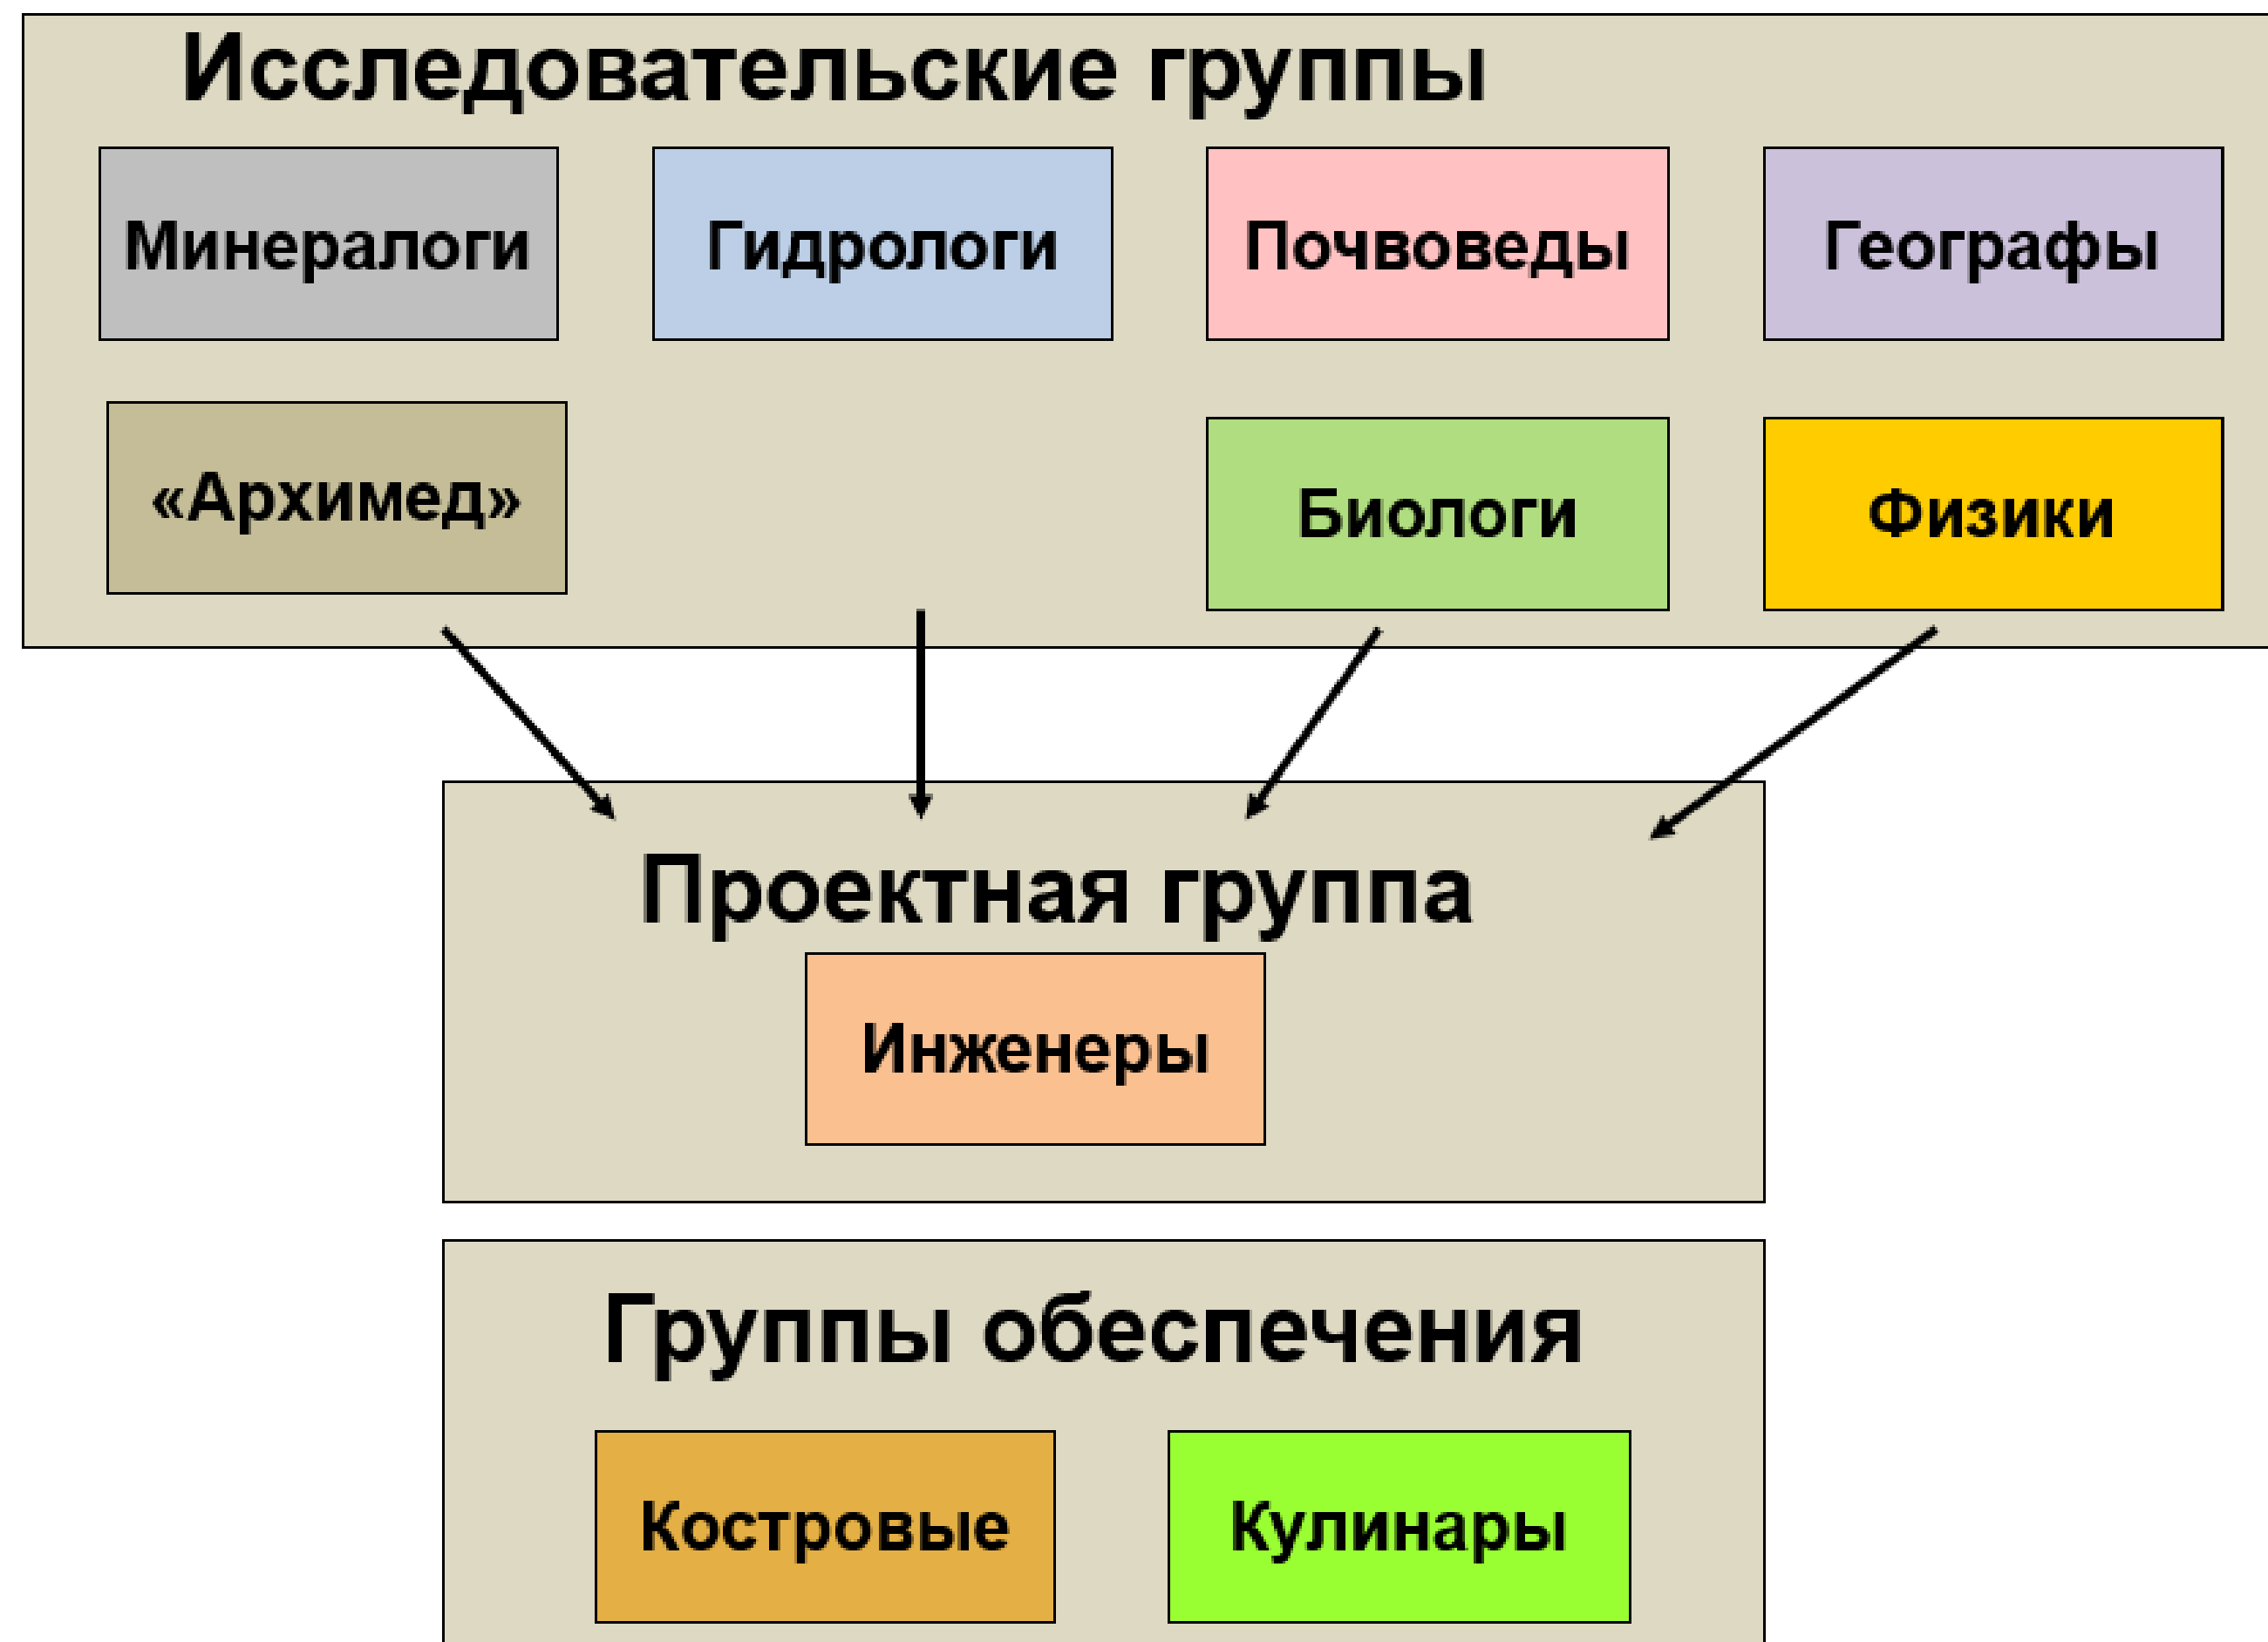 Исследовательские группы
Минералоги
Гидрологи
Почвоведы
Географы
«Архимед»
Биологи
Физики
Проектная группа
Инженеры
Группы обеспечения
Костровые
Кулинары